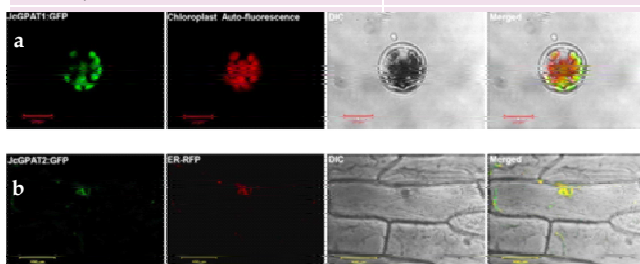 JcGPAT1:GFP
Chloroplast: Auto-fluorescence
DIC
Merged
a
JcGPAT2:GFP
ER-RFP
DIC
Merged
b